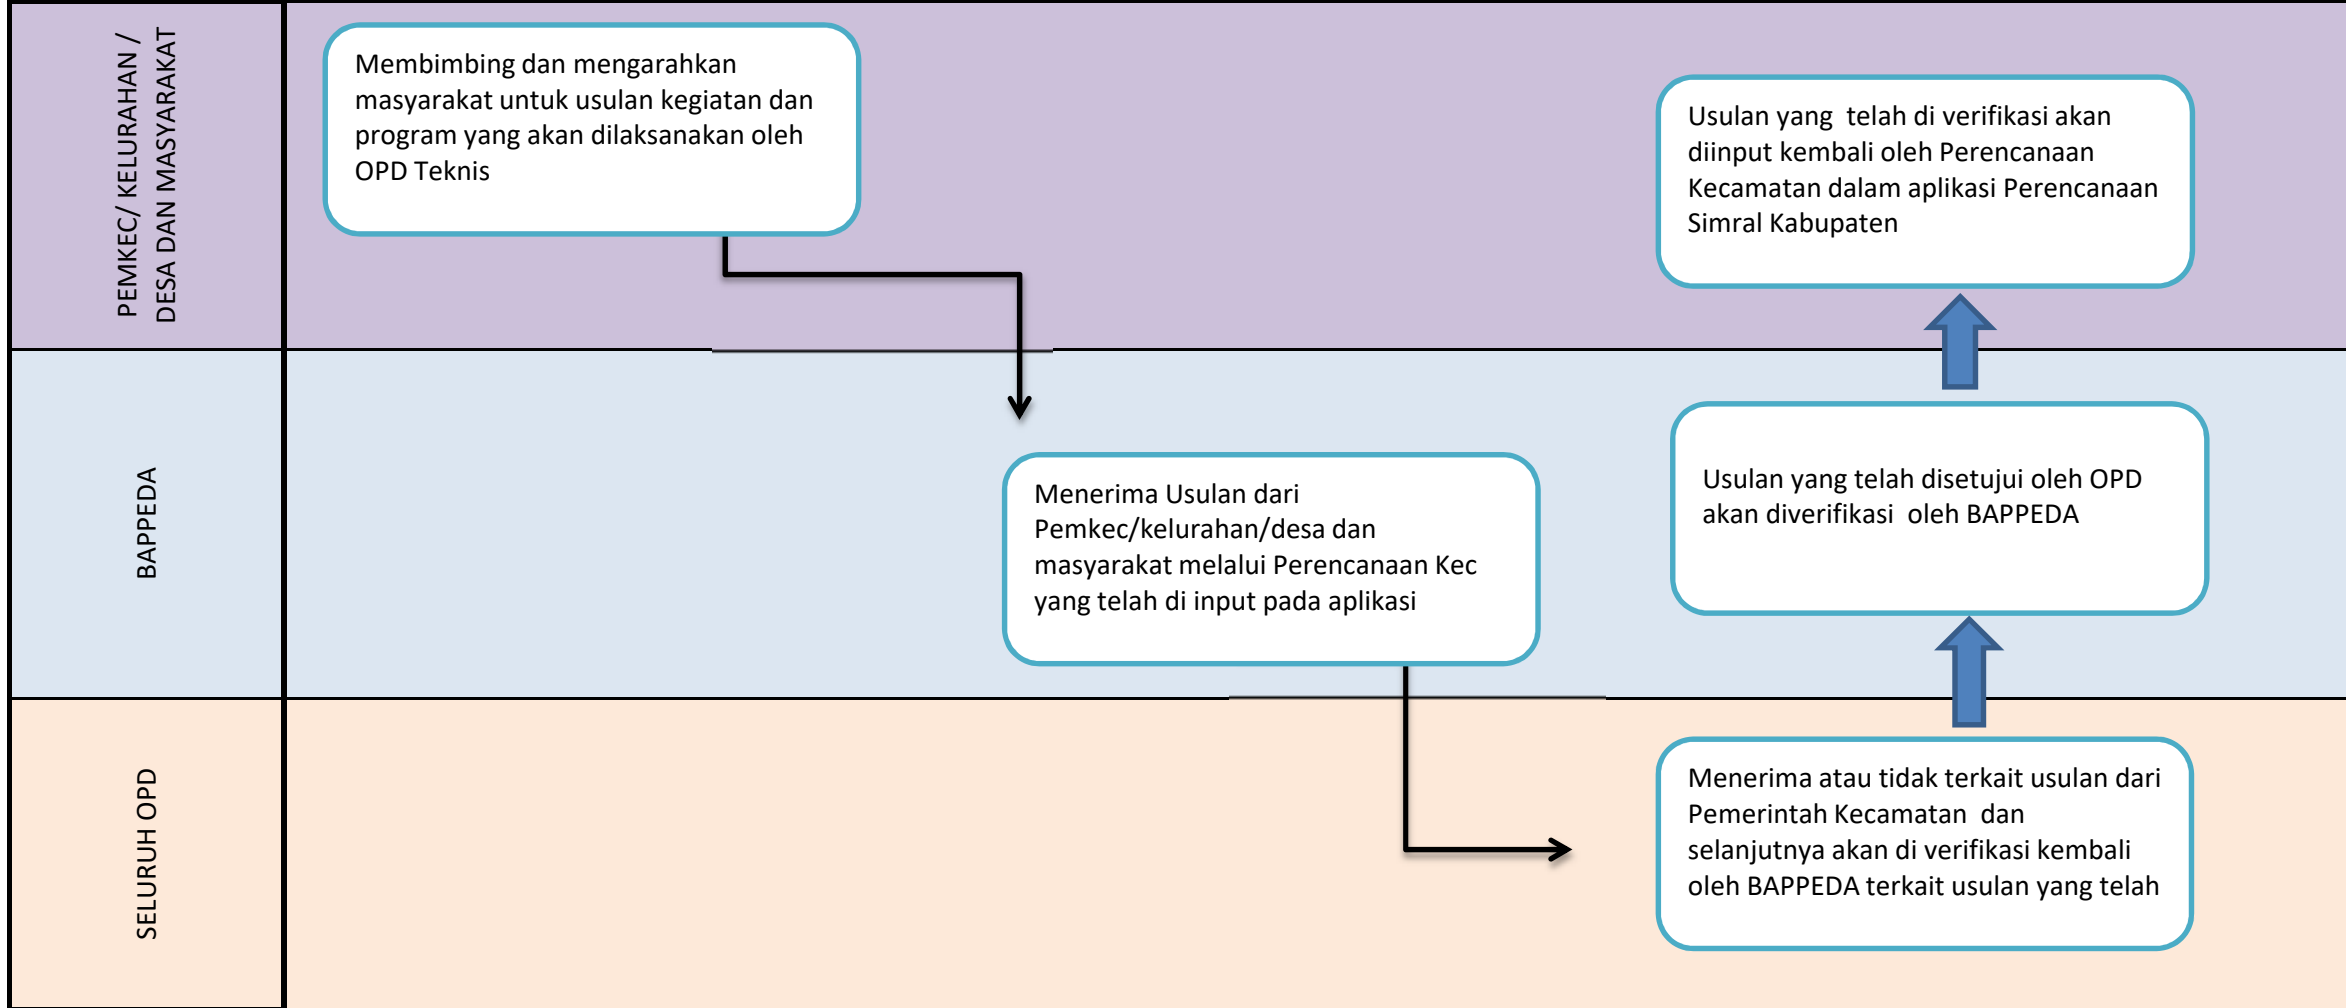 PEMKEC/ KELURAHAN /
DESA DAN MASYARAKAT
Membimbing dan mengarahkan
masyarakat untuk usulan kegiatan dan
program yang akan dilaksanakan oleh
OPD Teknis
Usulan yang  telah di verifikasi akan
diinput kembali oleh Perencanaan
Kecamatan dalam aplikasi Perencanaan
Simral Kabupaten
BAPPEDA
Menerima Usulan dari
Pemkec/kelurahan/desa dan
masyarakat melalui Perencanaan Kec
yang telah di input pada aplikasi
Usulan yang telah disetujui oleh OPD
akan diverifikasi  oleh BAPPEDA
SELURUH OPD
Menerima atau tidak terkait usulan dari
Pemerintah Kecamatan  dan
selanjutnya akan di verifikasi kembali
oleh BAPPEDA terkait usulan yang telah